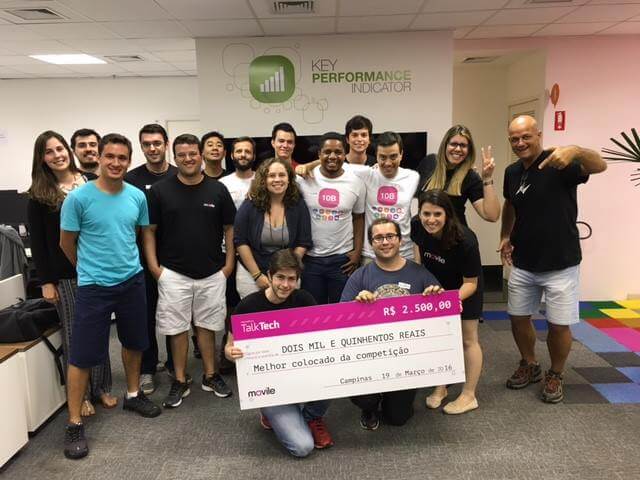 KEY
PERFORMANCE
INDICATOR
10B
10B
movile
movile
TalkTech
R$ 2.500,00
DOIS MIL E QUINHENTOS REAIS
Melhor colocado da competição
movile
Campinas 19 de Março de 2016